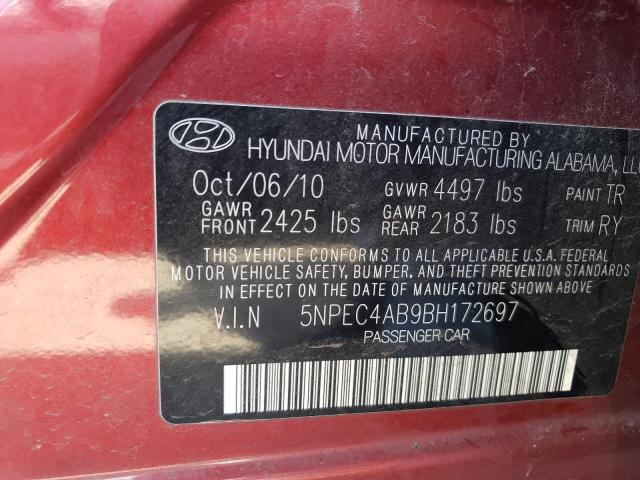 MANUFACTURED BY
HYUNDAI MOTOR MANUFACTURING ALABAMA, LLC
Oct/06/10 GVWR 4497 lbs PAINT TR
GAWR FRONT 2425 lbs GAWR REAR 2183 lbs TRIM RY
THIS VEHICLE CONFORMS TO ALL APPLICABLE U.S.A. FEDERAL
MOTOR VEHICLE SAFETY, BUMPER, AND THEFT PREVENTION STANDARDS
IN EFFECT ON THE DATE OF MANUFACTURE SHOWN ABOVE
V.I.N 5NPEC4AB9BH172697
PASSENGER CAR